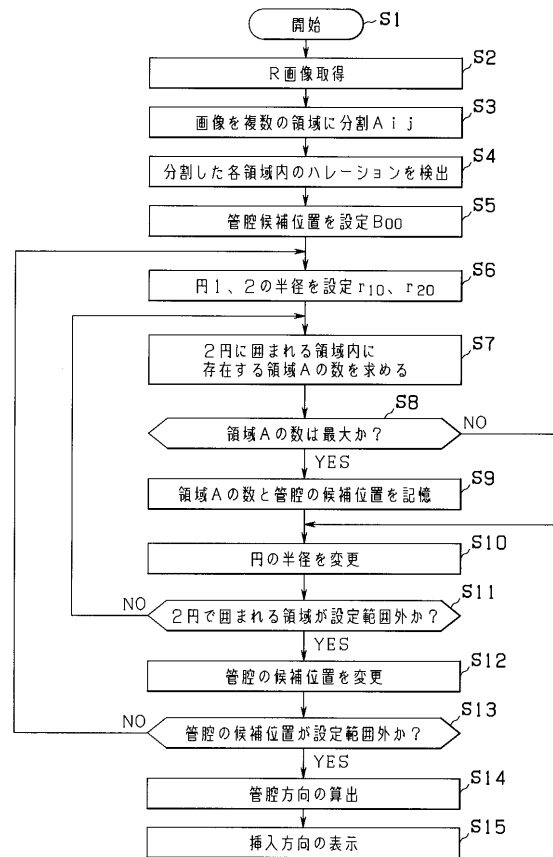 開始 S1
S2
R画像取得
S3
画像を複数の領域に分割Aij
S4
分割した各領域内のハレーションを検出
S5
管腔候補位置を設定B00
S6
円1、2の半径を設定r10、r20
S7
2円に囲まれる領域内に
存在する領域Aの数を求める
S8
領域Aの数は最大か?
NO
YES
S9
領域Aの数と管腔の候補位置を記憶
S10
円の半径を変更
S11
NO
2円で囲まれる領域が設定範囲外か?
YES
S12
管腔の候補位置を変更
S13
NO
管腔の候補位置が設定範囲外か?
YES
S14
管腔方向の算出
S15
挿入方向の表示